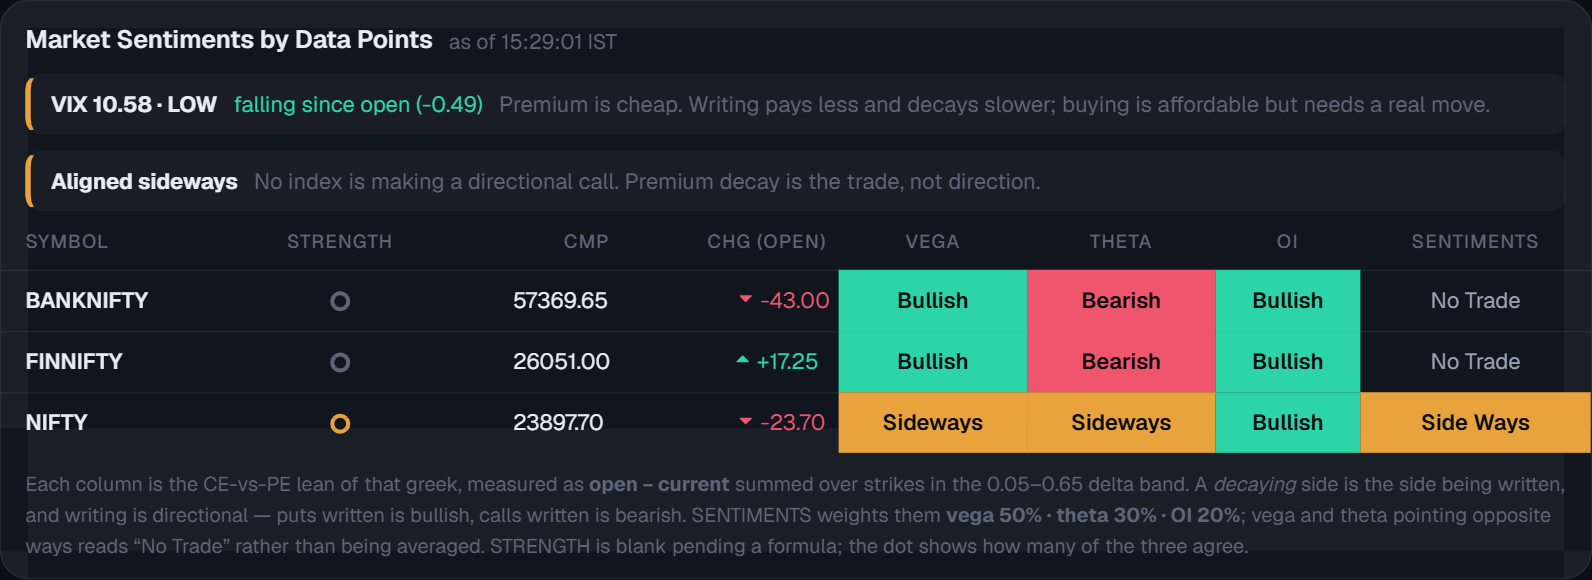 Market Sentiments by Data Points as of 15:29:01 IST
VIX 10.58 · LOW falling since open (-0.49) Premium is cheap. Writing pays less and decays slower; buying is affordable but needs a real move.
Aligned sideways No index is making a directional call. Premium decay is the trade, not direction.
SYMBOL STRENGTH CMP CHG (OPEN) VEGA THETA OI SENTIMENTS
BANKNIFTY 57369.65 -43.00 Bullish Bearish Bullish No Trade
FINNIFTY 26051.00 +17.25 Bullish Bearish Bullish No Trade
NIFTY 23897.70 -23.70 Sideways Sideways Bullish Side Ways
Each column is the CE-vs-PE lean of that greek, measured as open – current summed over strikes in the 0.05–0.65 delta band. A decaying side is the side being written,
and writing is directional — puts written is bullish, calls written is bearish. SENTIMENTS weights them vega 50% · theta 30% · OI 20%; vega and theta pointing opposite
ways reads “No Trade” rather than being averaged. STRENGTH is blank pending a formula; the dot shows how many of the three agree.